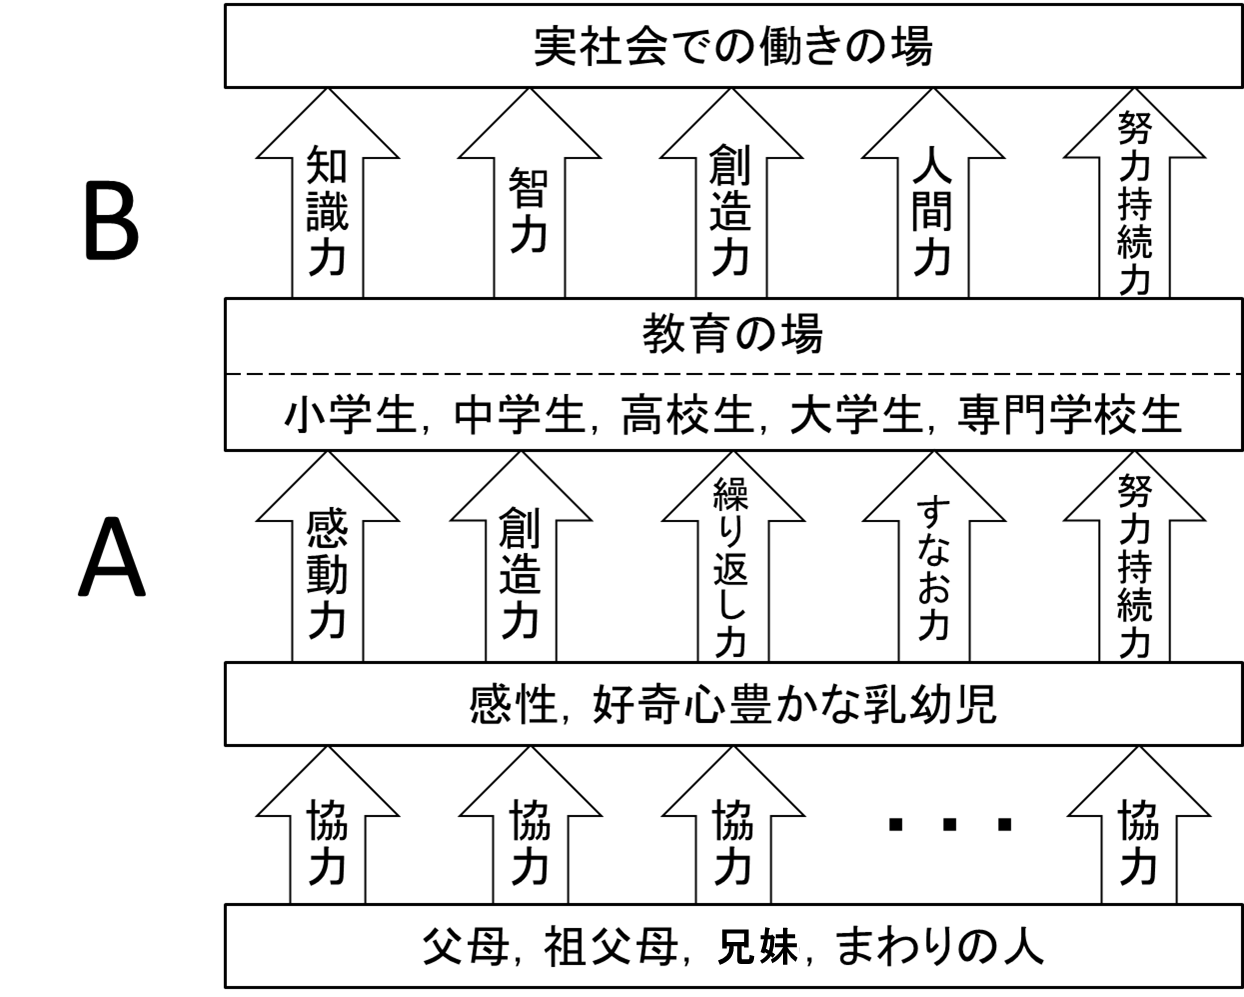 実社会での働きの場
B
知識力
智力
創造力
人間力
努力持続力
教育の場
小学生, 中学生, 高校生, 大学生, 専門学校生
A
感動力
創造力
繰り返し力
すなお力
努力持続力
感性, 好奇心豊かな乳幼児
協力
協力
協力
・・・
協力
父母, 祖父母, 兄妹, まわりの人